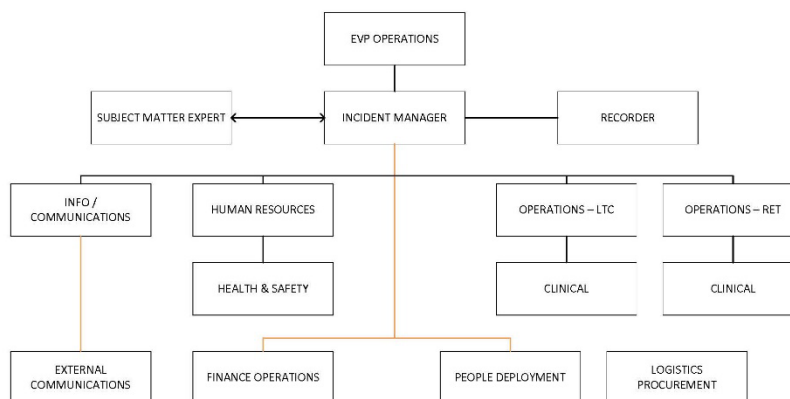 EVP OPERATIONS
SUBJECT MATTER EXPERT
INCIDENT MANAGER
RECORDER
INFO /
COMMUNICATIONS
HUMAN RESOURCES
OPERATIONS – LTC
OPERATIONS – RET
HEALTH & SAFETY
CLINICAL
CLINICAL
EXTERNAL
COMMUNICATIONS
FINANCE OPERATIONS
PEOPLE DEPLOYMENT
LOGISTICS
PROCUREMENT